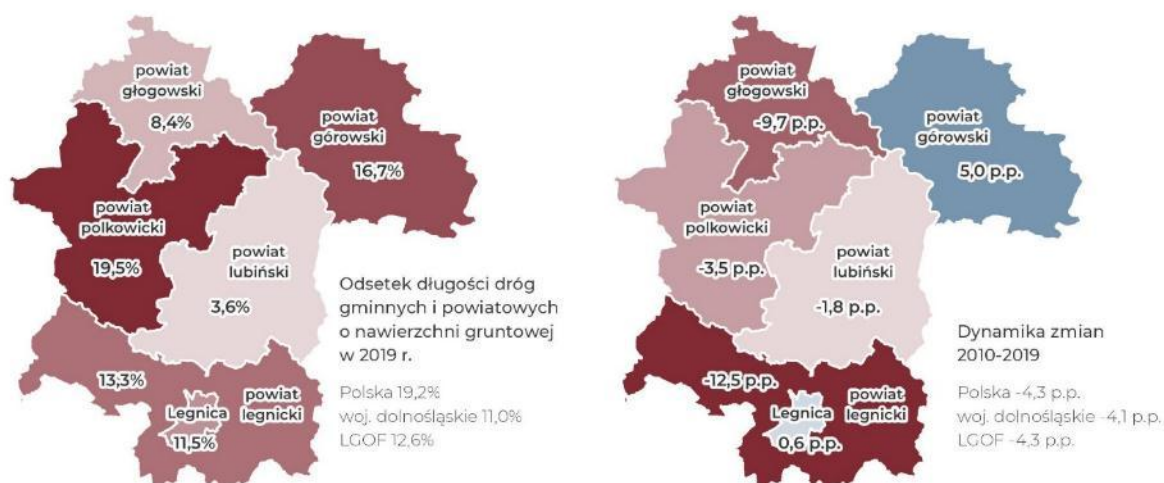 powiat
głogowski
8,4%
powiat
górowski
16,7%
powiat
polkowicki
19,5%
powiat
lubiński
3,6%
13,3%
powiat
legnicki
Legnica
11,5%
Odsetek długości dróg
gminnych i powiatowych
o nawierzchni gruntowej
w 2019 r.
Polska 19,2%
woj. dolnośląskie 11,0%
LGOF 12,6%
powiat
głogowski
-9,7 p.p.
powiat
górowski
5,0 p.p.
powiat
polkowicki
-3,5 p.p.
powiat
lubiński
-1,8 p.p.
-12,5 p.p.
powiat
legnicki
Legnica
0,6 p.p.
Dynamika zmian
2010-2019
Polska -4,3 p.p.
woj. dolnośląskie -4,1 p.p.
LGOF -4,3 p.p.